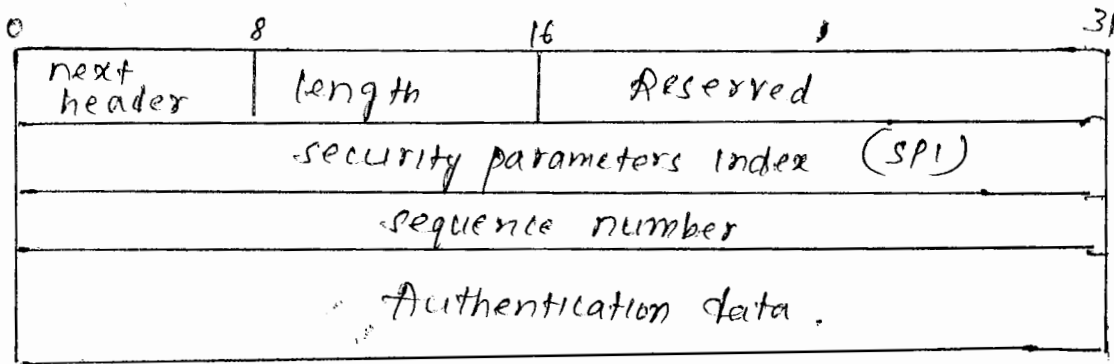 0 8 16 31
next header length Reserved
security parameters index (SPI)
sequence number
Authentication data.